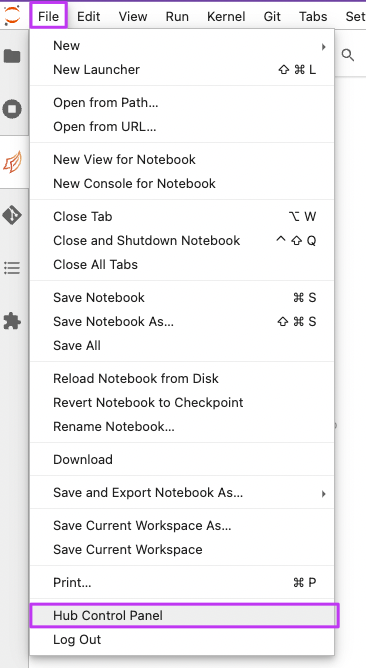 File Edit View Run Kernel Git Tabs Set
New
New Launcher ⇧ ⌘ L
Open from Path...
Open from URL...
New View for Notebook
New Console for Notebook
Close Tab ⌥ W
Close and Shutdown Notebook ⌃ ⇧ Q
Close All Tabs
Save Notebook ⌘ S
Save Notebook As... ⇧ ⌘ S
Save All
Reload Notebook from Disk
Revert Notebook to Checkpoint
Rename Notebook...
Download
Save and Export Notebook As...
Save Current Workspace As...
Save Current Workspace
Print... ⌘ P
Hub Control Panel
Log Out